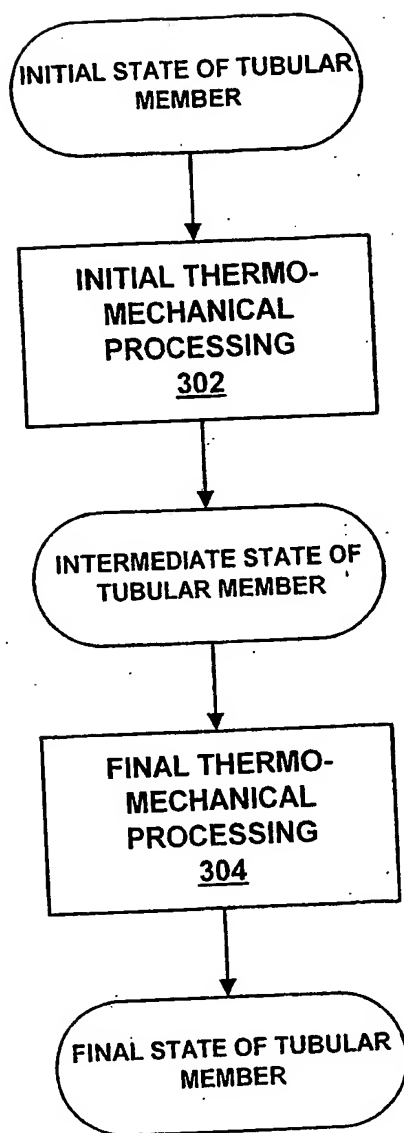 INITIAL STATE OF TUBULAR
MEMBER
INITIAL THERMO-
MECHANICAL
PROCESSING
302
INTERMEDIATE STATE OF
TUBULAR MEMBER
FINAL THERMO-
MECHANICAL
PROCESSING
304
FINAL STATE OF TUBULAR
MEMBER